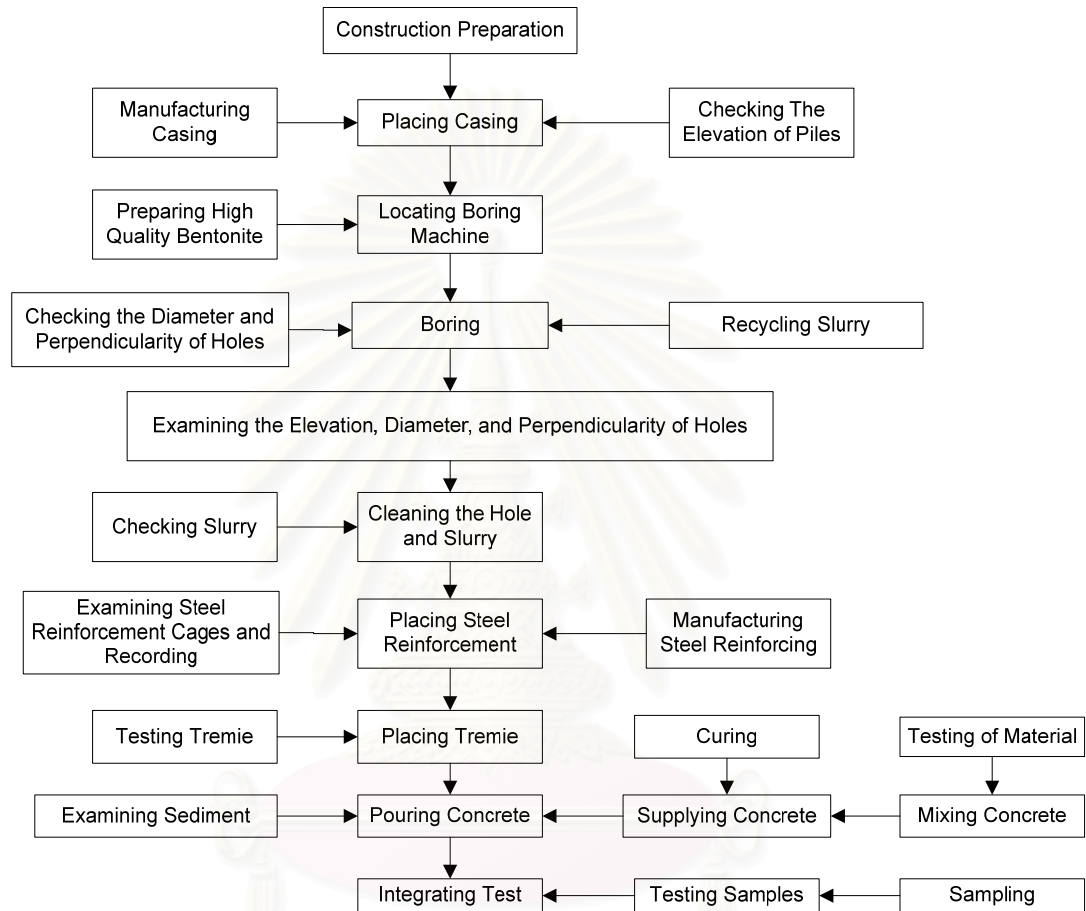 Construction Preparation
Manufacturing
Casing
Placing Casing
Checking The
Elevation of Piles
Preparing High
Quality Bentonite
Locating Boring
Machine
Checking the Diameter and
Perpendicularity of Holes
Boring
Recycling Slurry
Examining the Elevation, Diameter, and Perpendicularity of Holes
Checking Slurry
Cleaning the Hole
and Slurry
Examining Steel
Reinforcement Cages and
Recording
Placing Steel
Reinforcement
Manufacturing
Steel Reinforcing
Testing Tremie
Placing Tremie
Curing
Testing of Material
Examining Sediment
Pouring Concrete
Supplying Concrete
Mixing Concrete
Integrating Test
Testing Samples
Sampling